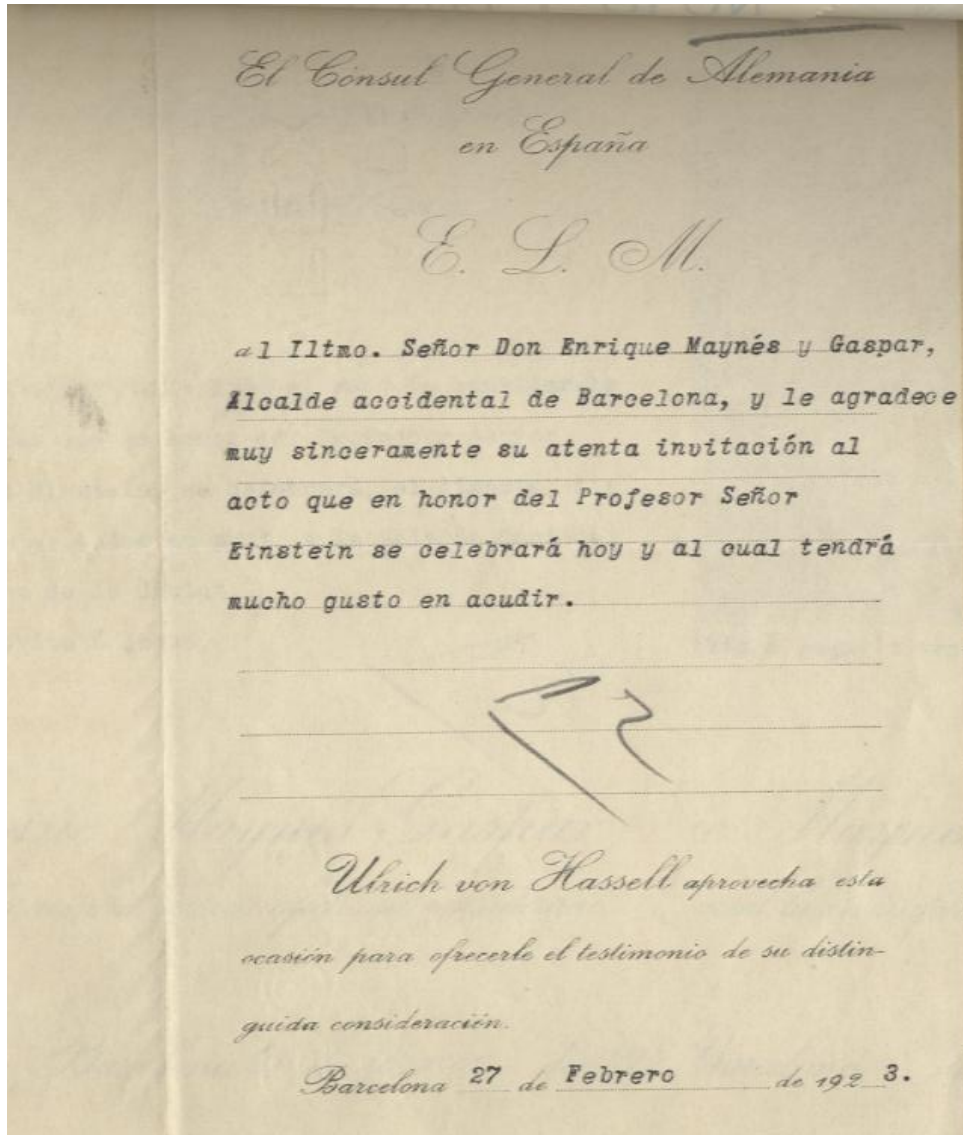 El Cónsul General de Alemania
en España
E. L. M.
al Iltmo. Señor Don Enrique Maynés y Gaspar,
Alcalde accidental de Barcelona, y le agradece
muy sinceramente su atenta invitación al
acto que en honor del Profesor Señor
Einstein se celebrará hoy y al cual tendrá
mucho gusto en acudir.
Ulrich von Hassell aprovecha esta
ocasión para ofrecerle el testimonio de su distin-
guida consideración.
Barcelona 27 de Febrero de 1923.